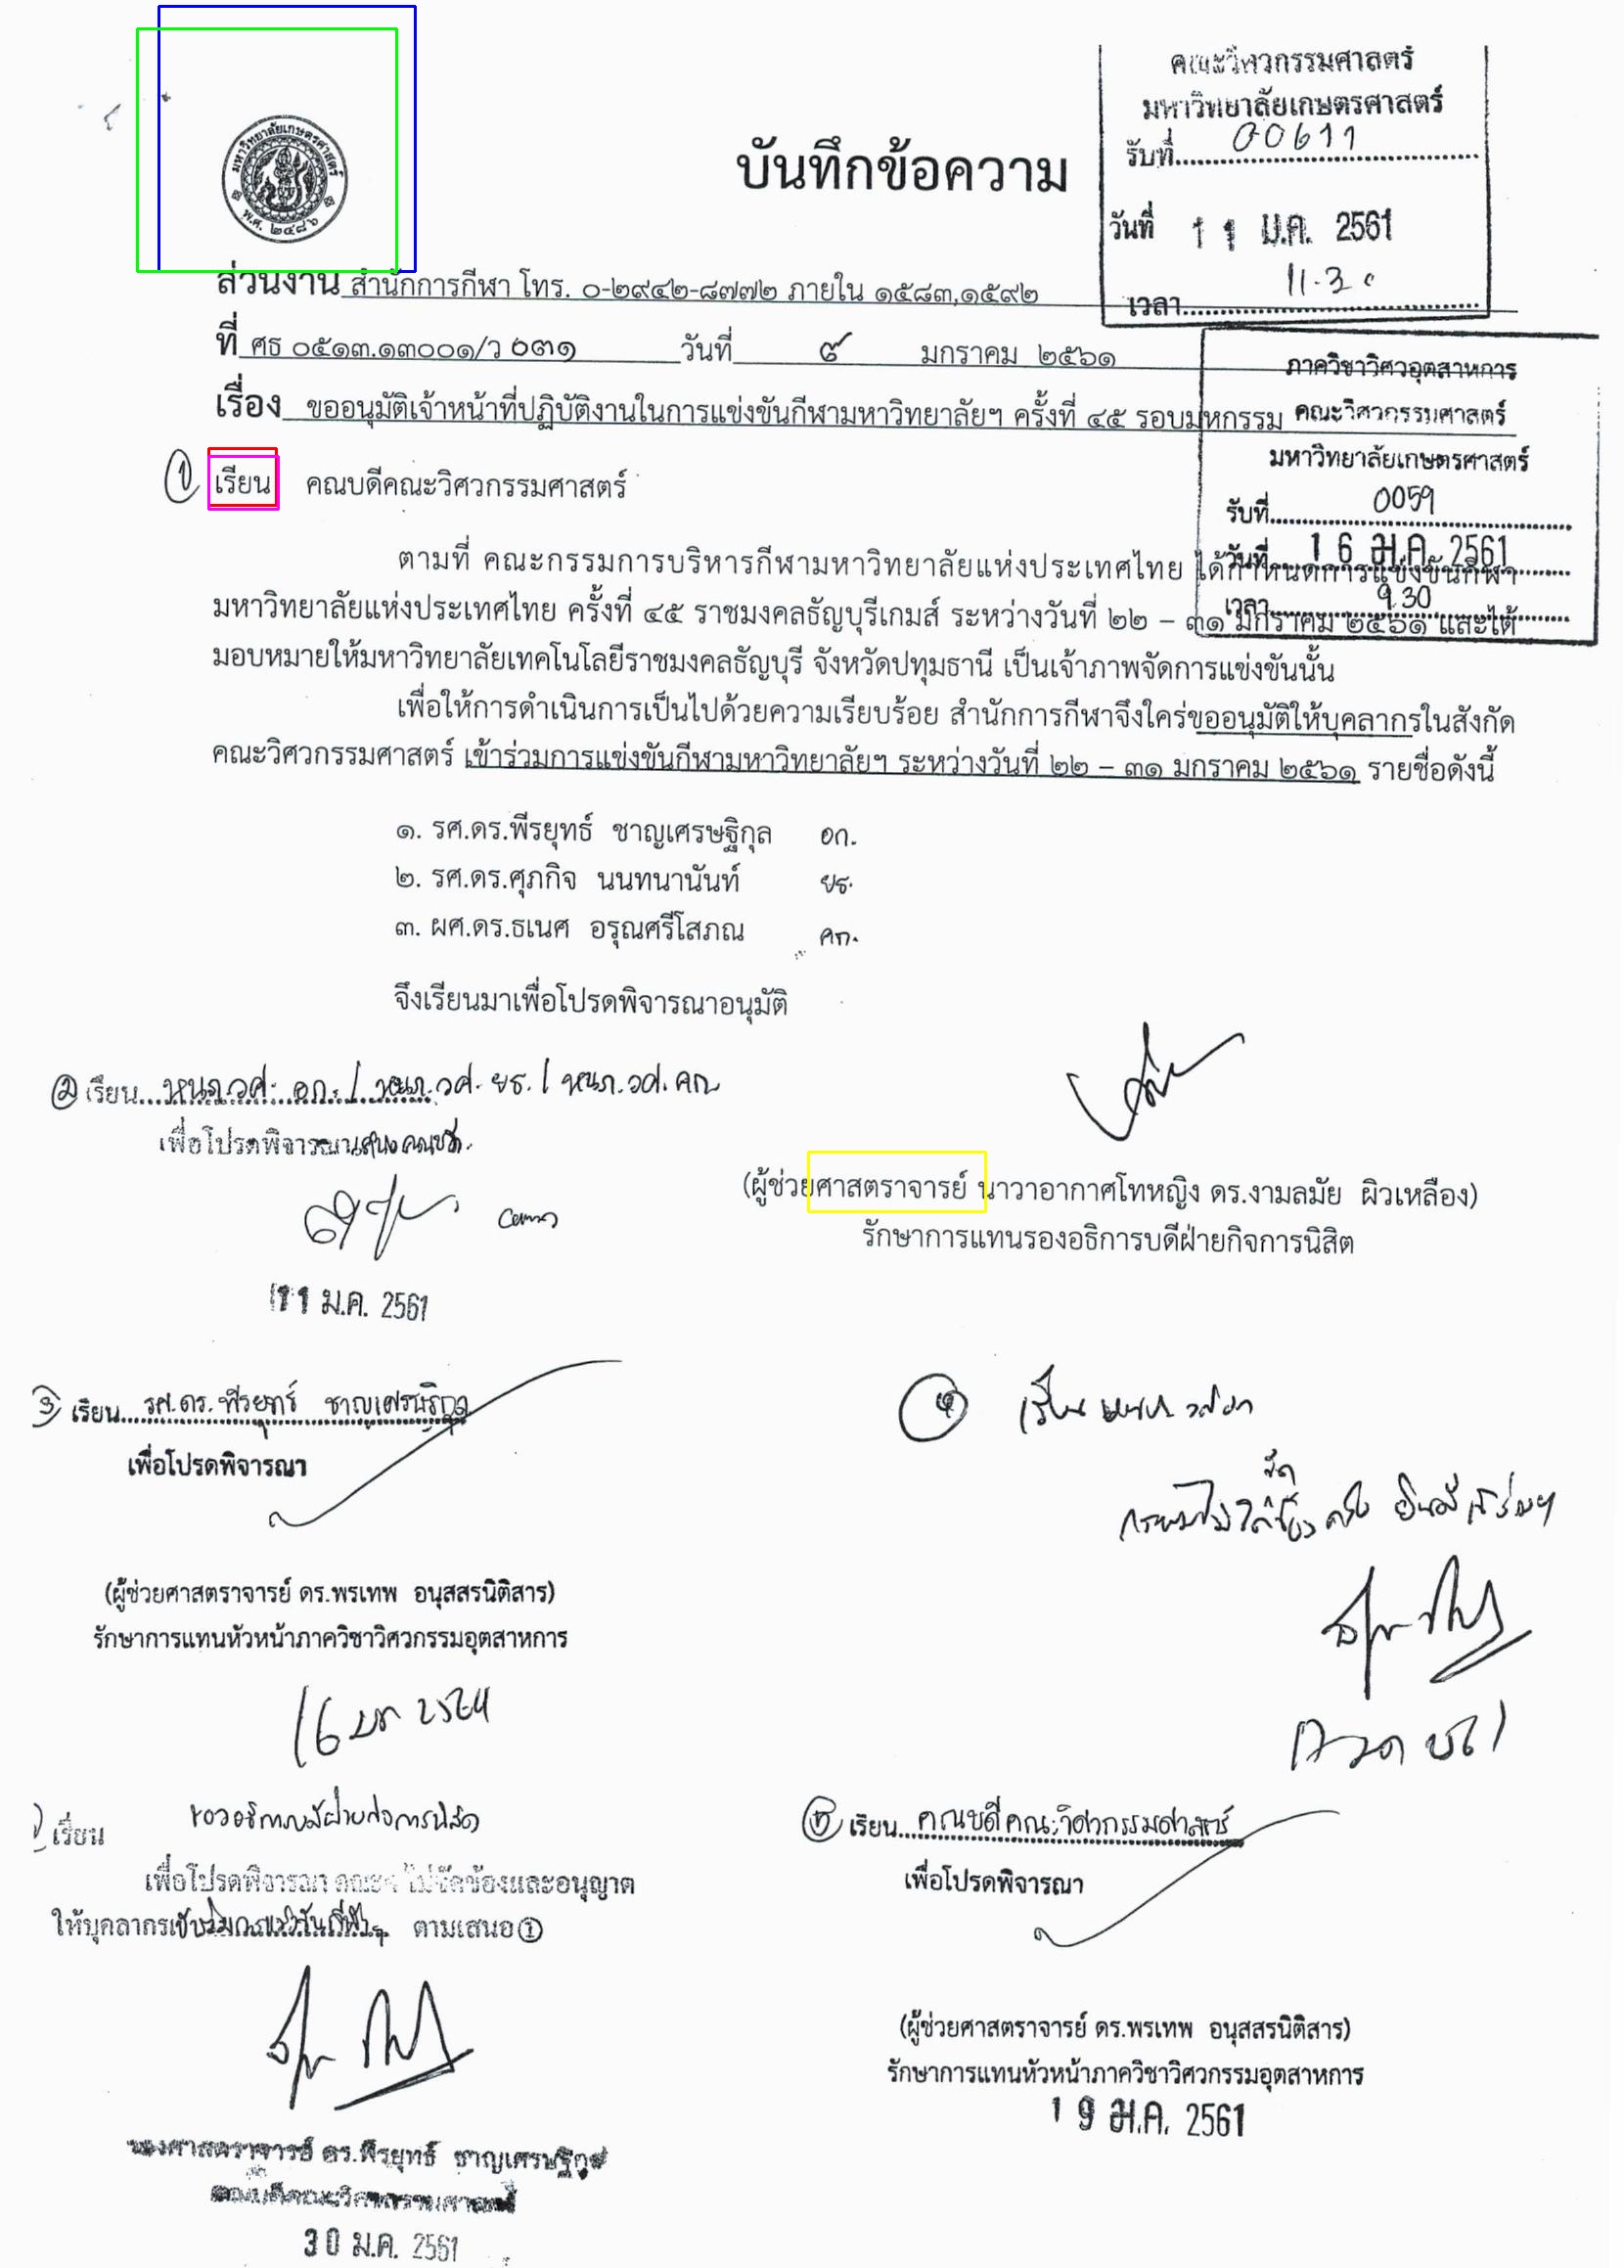 คณะวิศวกรรมศาสตร์
มหาวิทยาลัยเกษตรศาสตร์
รับที่ 00611
วันที่ 11 ม.ค. 2561
เวลา 11.30
มหาวิทยาลัยเกษตรศาสตร์
พ.ศ. ๒๔๘๖
บันทึกข้อความ
ส่วนงาน สำนักการกีฬา โทร. ๐-๒๙๔๒-๘๗๗๒ ภายใน ๑๕๘๓,๑๕๙๒
ที่ ศธ ๐๕๑๓.๑๓๐๐๑/ว ๐๓๑ วันที่ ๙ มกราคม ๒๕๖๑
เรื่อง ขออนุมัติเจ้าหน้าที่ปฏิบัติงานในการแข่งขันกีฬามหาวิทยาลัยฯ ครั้งที่ ๔๕ รอบมหกรรม
ภาควิชาวิศวอุตสาหการ
คณะวิศวกรรมศาสตร์
มหาวิทยาลัยเกษตรศาสตร์
รับที่ 0059
วันที่ 16 ม.ค. 2561
เวลา 9.30
① เรียน คณบดีคณะวิศวกรรมศาสตร์
ตามที่ คณะกรรมการบริหารกีฬามหาวิทยาลัยแห่งประเทศไทย ได้กำหนดการแข่งขันกีฬา
มหาวิทยาลัยแห่งประเทศไทย ครั้งที่ ๔๕ ราชมงคลธัญบุรีเกมส์ ระหว่างวันที่ ๒๒ – ๓๑ มกราคม ๒๕๖๑ และได้
มอบหมายให้มหาวิทยาลัยเทคโนโลยีราชมงคลธัญบุรี จังหวัดปทุมธานี เป็นเจ้าภาพจัดการแข่งขันนั้น
เพื่อให้การดำเนินการเป็นไปด้วยความเรียบร้อย สำนักการกีฬาจึงใคร่ขออนุมัติให้บุคลากรในสังกัด
คณะวิศวกรรมศาสตร์ เข้าร่วมการแข่งขันกีฬามหาวิทยาลัยฯ ระหว่างวันที่ ๒๒ – ๓๑ มกราคม ๒๕๖๑ รายชื่อดังนี้
๑. รศ.ดร.พีรยุทธ์ ชาญเศรษฐิกุล อก.
๒. รศ.ดร.ศุภกิจ นนทนานันท์ ยธ.
๓. ผศ.ดร.ธเนศ อรุณศรีโสภณ คก.
จึงเรียนมาเพื่อโปรดพิจารณาอนุมัติ
(ผู้ช่วยศาสตราจารย์ นาวาอากาศโทหญิง ดร.งามลมัย ผิวเหลือง)
รักษาการแทนรองอธิการบดีฝ่ายกิจการนิสิต
② เรียน หนภ.วศ. อก. / หนภ.วศ. ยธ. / หนภ.วศ. คก.
เพื่อโปรดพิจารณา
11 ม.ค. 2561
3 เรียน รศ.ดร. พีรยุทธ์ ชาญเศรษฐิกุล
เพื่อโปรดพิจารณา
(ผู้ช่วยศาสตราจารย์ ดร.พรเทพ อนุสสรนิติสาร)
รักษาการแทนหัวหน้าภาควิชาวิศวกรรมอุตสาหการ
④ เรียน
เรียน รองอธิการบดีฝ่ายกิจการนิสิต
เพื่อโปรดพิจารณา คณะฯ ไม่ขัดข้องและอนุญาต
ให้บุคลากรเข้าร่วมการแข่งขันกีฬาฯ ตามเสนอ ①
รองศาสตราจารย์ ดร.พีรยุทธ์ ชาญเศรษฐิกุล
คณบดีคณะวิศวกรรมศาสตร์
30 ม.ค. 2561
⑤ เรียน คณบดีคณะวิศวกรรมศาสตร์
เพื่อโปรดพิจารณา
(ผู้ช่วยศาสตราจารย์ ดร.พรเทพ อนุสสรนิติสาร)
รักษาการแทนหัวหน้าภาควิชาวิศวกรรมอุตสาหการ
19 ม.ค. 2561